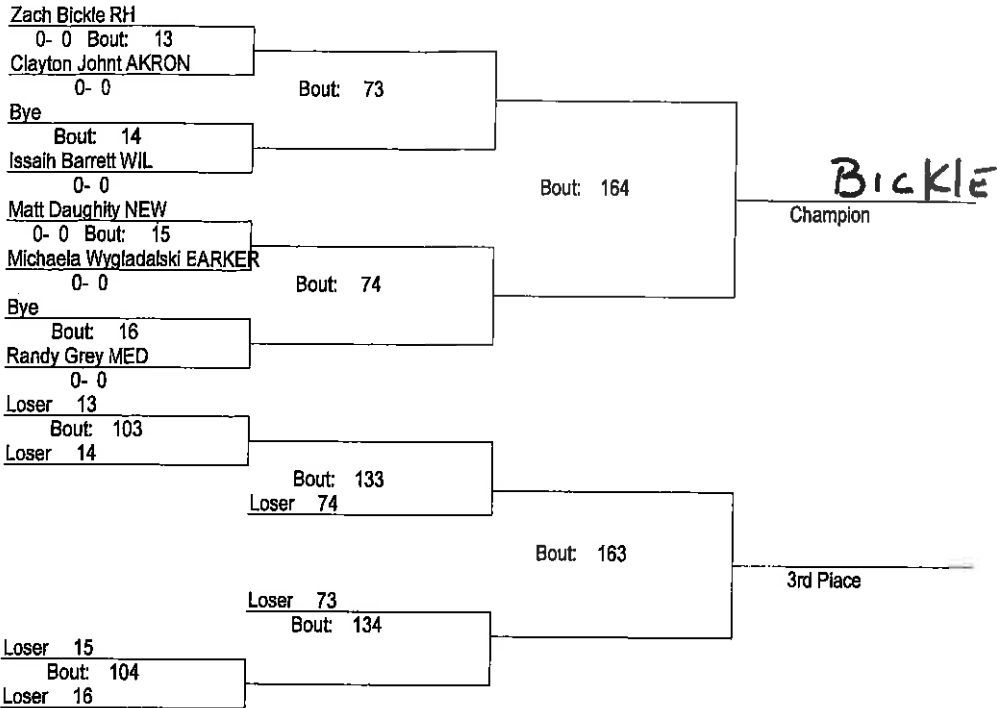 Zach Bickle RH
0- 0 Bout: 13
Clayton Johnt AKRON
0- 0
Bout: 73
Bye
Bout: 14
Issaih Barrett WIL
0- 0
Bout: 164
BICKlE
Champion
Matt Daughity NEW
0- 0 Bout: 15
Michaela Wygladalski BARKER
0- 0
Bout: 74
Bye
Bout: 16
Randy Grey MED
0- 0
Loser 13
Bout: 103
Loser 14
Bout: 133
Loser 74
Bout: 163
3rd Place
Loser 73
Bout: 134
Loser 15
Bout: 104
Loser 16